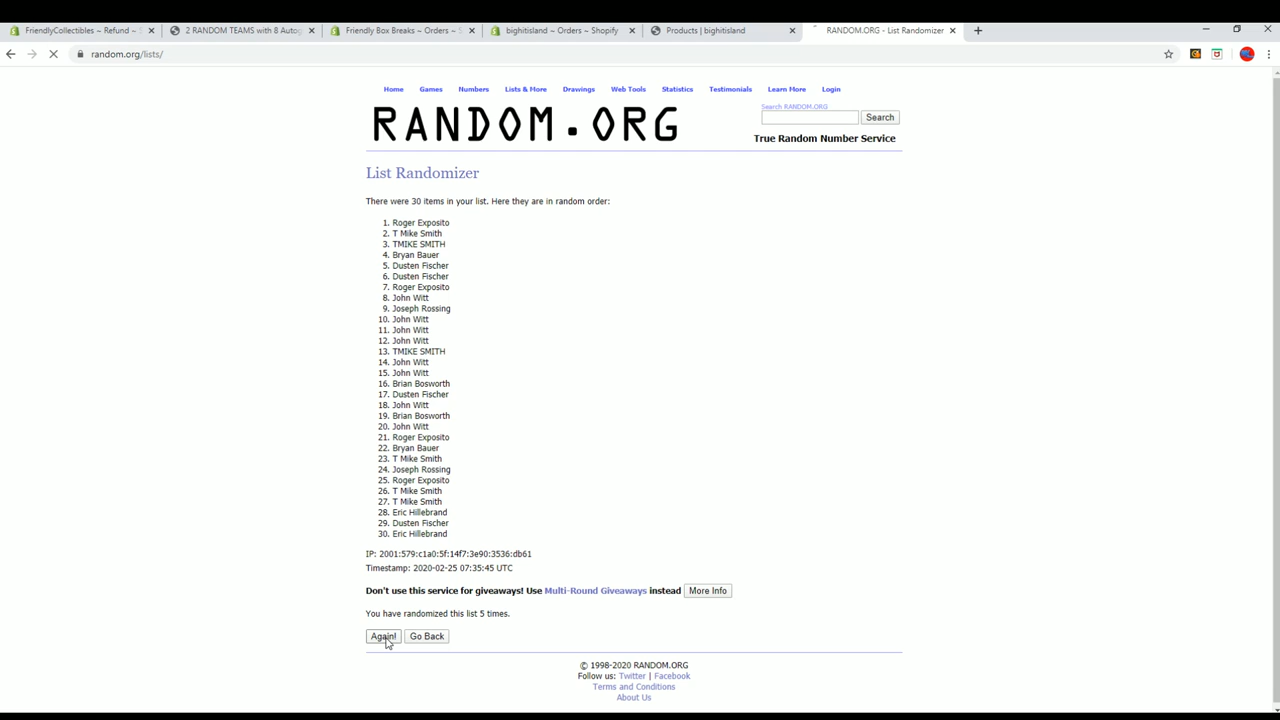 FriendlyCollectibles ~ Refund ~
2 RANDOM TEAMS with 8 Autog
Friendly Box Breaks ~ Orders ~ S
bighitisland ~ Orders ~ Shopify
Products | bighitisland
RANDOM.ORG - List Randomizer
random.org/lists/
Home Games Numbers Lists & More Drawings Web Tools Statistics Testimonials Learn More Login
Search RANDOM.ORG
RANDOM.ORG
Search
True Random Number Service
List Randomizer
There were 30 items in your list. Here they are in random order:
1. Roger Exposito
2. T Mike Smith
3. TMIKE SMITH
4. Bryan Bauer
5. Dusten Fischer
6. Dusten Fischer
7. Roger Exposito
8. John Witt
9. Joseph Rossing
10. John Witt
11. John Witt
12. John Witt
13. TMIKE SMITH
14. John Witt
15. John Witt
16. Brian Bosworth
17. Dusten Fischer
18. John Witt
19. Brian Bosworth
20. John Witt
21. Roger Exposito
22. Bryan Bauer
23. T Mike Smith
24. Joseph Rossing
25. Roger Exposito
26. T Mike Smith
27. T Mike Smith
28. Eric Hillebrand
29. Dusten Fischer
30. Eric Hillebrand
IP: 2001:579:c1a0:5f:14f7:3e90:3536:db61
Timestamp: 2020-02-25 07:35:45 UTC
Don't use this service for giveaways! Use Multi-Round Giveaways instead More Info
You have randomized this list 5 times.
Again! Go Back
© 1998-2020 RANDOM.ORG
Follow us: Twitter | Facebook
Terms and Conditions
About Us